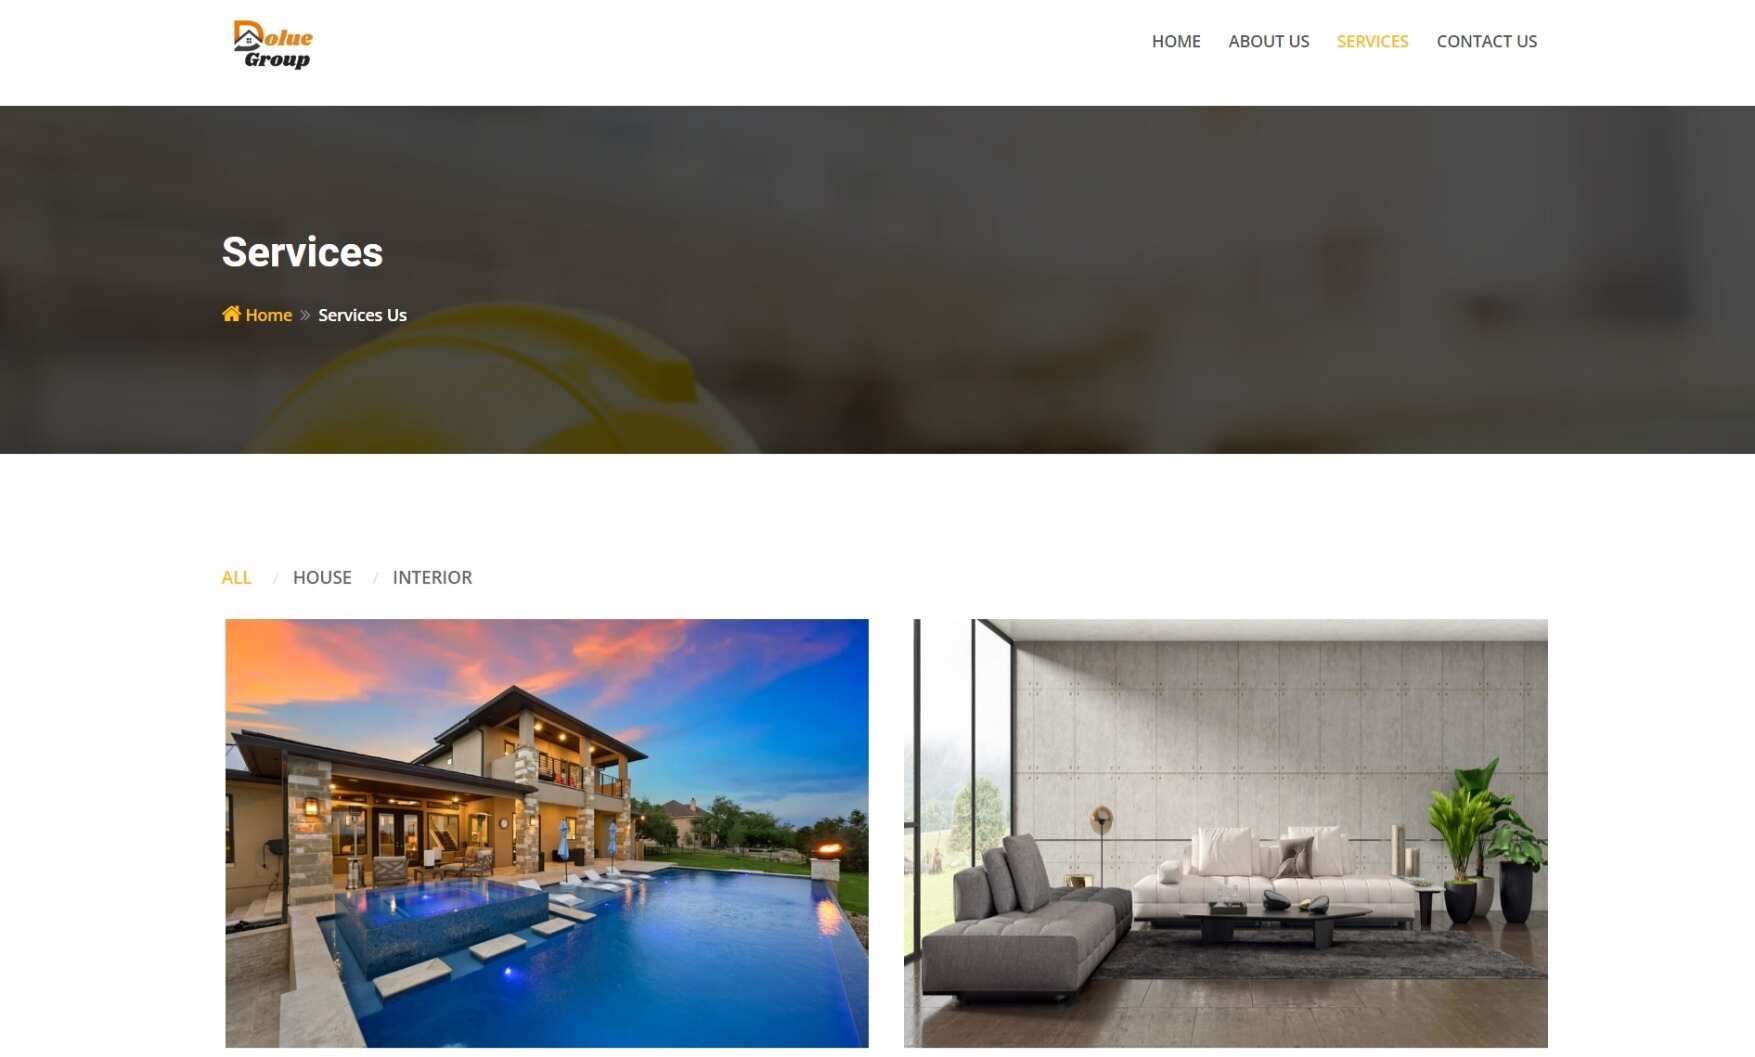 Dolue
Group
HOME ABOUT US SERVICES CONTACT US
Services
Home » Services Us
ALL / HOUSE / INTERIOR